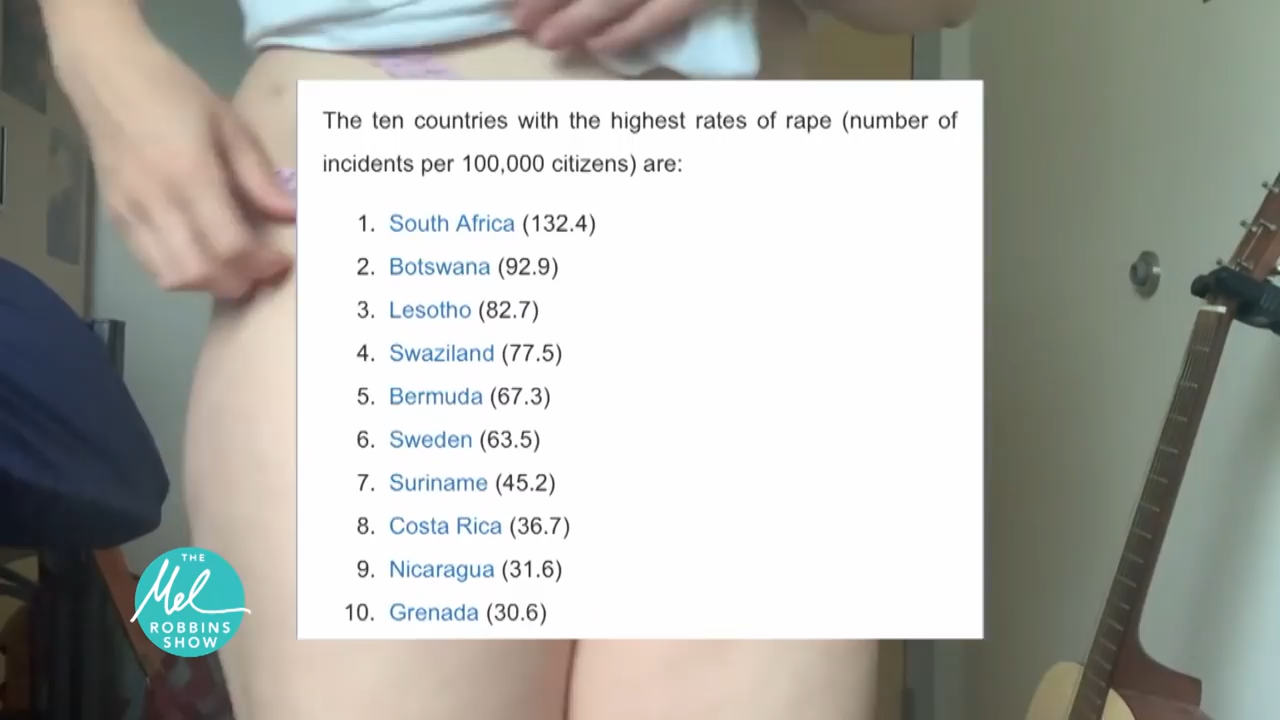 The ten countries with the highest rates of rape (number of
incidents per 100,000 citizens) are:
1. South Africa (132.4)
2. Botswana (92.9)
3. Lesotho (82.7)
4. Swaziland (77.5)
5. Bermuda (67.3)
6. Sweden (63.5)
7. Suriname (45.2)
8. Costa Rica (36.7)
9. Nicaragua (31.6)
10. Grenada (30.6)
THE
Mel
ROBBINS
SHOW